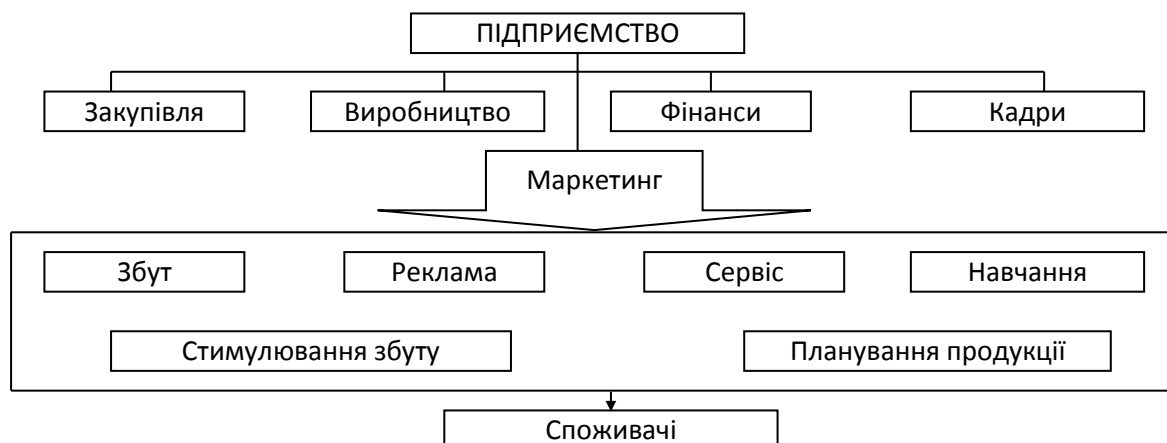 ПІДПРИЄМСТВО
Закупівля
Виробництво
Фінанси
Кадри
Маркетинг
Збут
Реклама
Сервіс
Навчання
Стимулювання збуту
Планування продукції
Споживачі